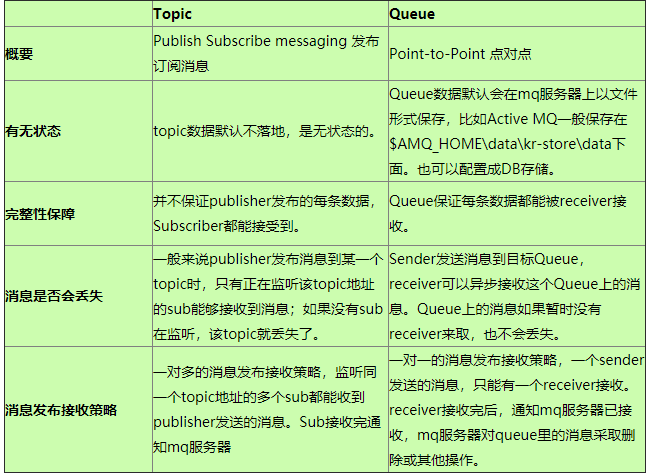 Topic
Queue
概要
Publish Subscribe messaging 发布
订阅消息
Point-to-Point 点对点
有无状态
topic数据默认不落地，是无状态的。
Queue数据默认会在mq服务器上以文件
形式保存，比如Active MQ一般保存在
$AMQ_HOME\data\kr-store\data下
面。也可以配置成DB存储。
完整性保障
并不保证publisher发布的每条数据，
Subscriber都能接受到。
Queue保证每条数据都能被receiver接
收。
消息是否会丢失
一般来说publisher发布消息到某一个
topic时，只有正在监听该topic地址
的sub能够接收到消息；如果没有sub
在监听，该topic就丢失了。
Sender发送消息到目标Queue，
receiver可以异步接收这个Queue上的消
息。Queue上的消息如果暂时没有
receiver来取，也不会丢失。
消息发布接收策略
一对多的消息发布接收策略，监听同
一个topic地址的多个sub都能收到
publisher发送的消息。Sub接收完通
知mq服务器
一对一的消息发布接收策略，一个sender
发送的消息，只能有一个receiver接收。
receiver接收完后，通知mq服务器已接
收，mq服务器对queue里的消息采取删
除或其他操作。